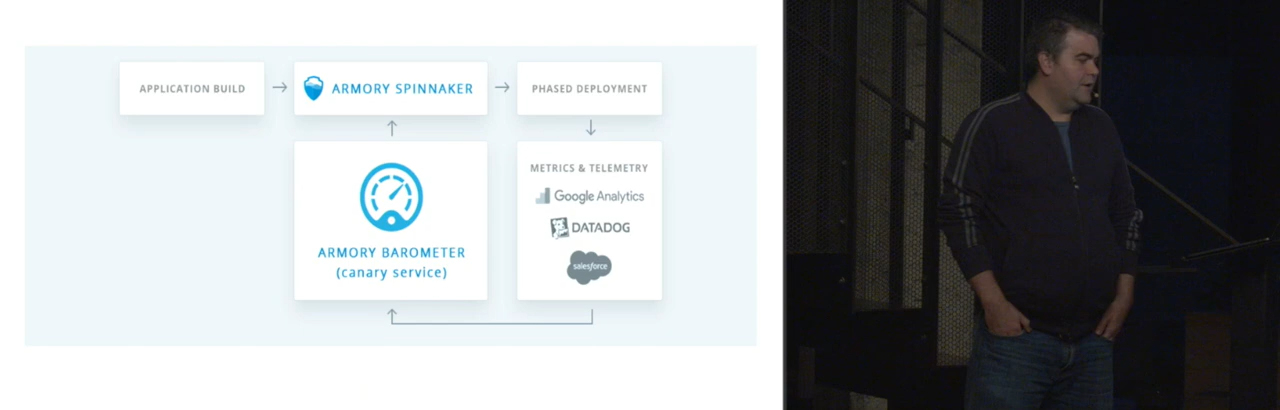 APPLICATION BUILD
ARMORY SPINNAKER
PHASED DEPLOYMENT
METRICS & TELEMETRY
Google Analytics
DATADOG
salesforce
ARMORY BAROMETER
(canary service)